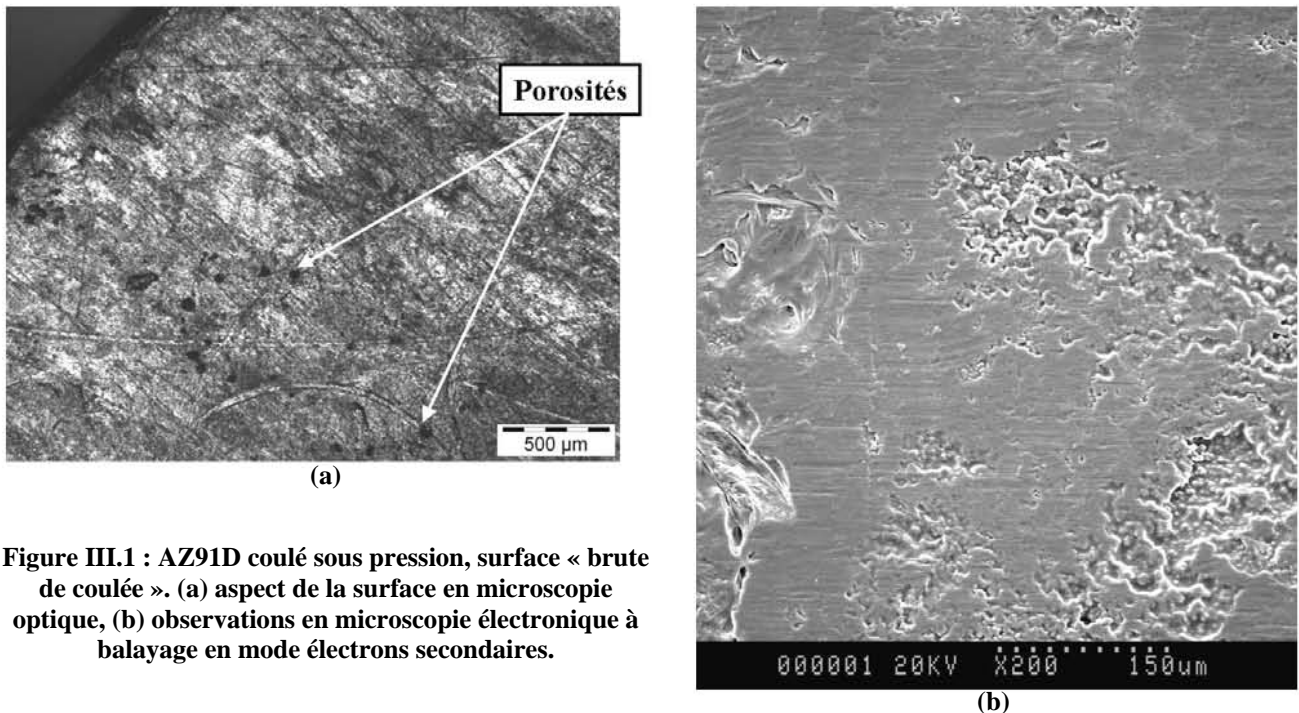 Porosités
500 µm
(a)
Figure III.1 : AZ91D coulé sous pression, surface « brute
de coulée ». (a) aspect de la surface en microscopie
optique, (b) observations en microscopie électronique à
balayage en mode électrons secondaires.
000001 20KV X200 150um
(b)